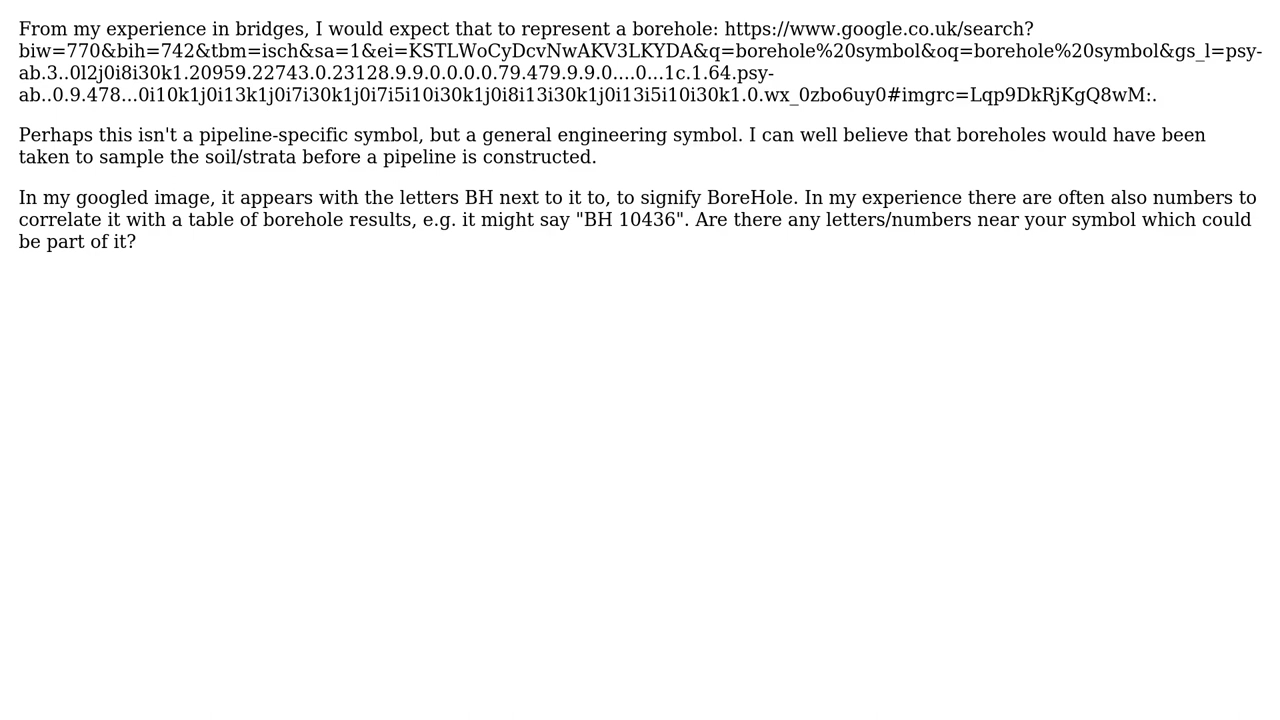 From my experience in bridges, I would expect that to represent a borehole: https://www.google.co.uk/search?
biw=770&bih=742&tbm=isch&sa=1&ei=KSTLWoCyDcvNwAKV3LKYDA&q=borehole%20symbol&oq=borehole%20symbol&gs_l=psy-
ab.3..0l2j0i8i30k1.20959.22743.0.23128.9.9.0.0.0.0.79.479.9.9.0....0...1c.1.64.psy-
ab..0.9.478...0i10k1j0i13k1j0i7i30k1j0i7i5i10i30k1j0i8i13i30k1j0i13i5i10i30k1.0.wx_0zbo6uy0#imgrc=Lqp9DkRjKgQ8wM:.
Perhaps this isn't a pipeline-specific symbol, but a general engineering symbol. I can well believe that boreholes would have been
taken to sample the soil/strata before a pipeline is constructed.
In my googled image, it appears with the letters BH next to it to, to signify BoreHole. In my experience there are often also numbers to
correlate it with a table of borehole results, e.g. it might say "BH 10436". Are there any letters/numbers near your symbol which could
be part of it?